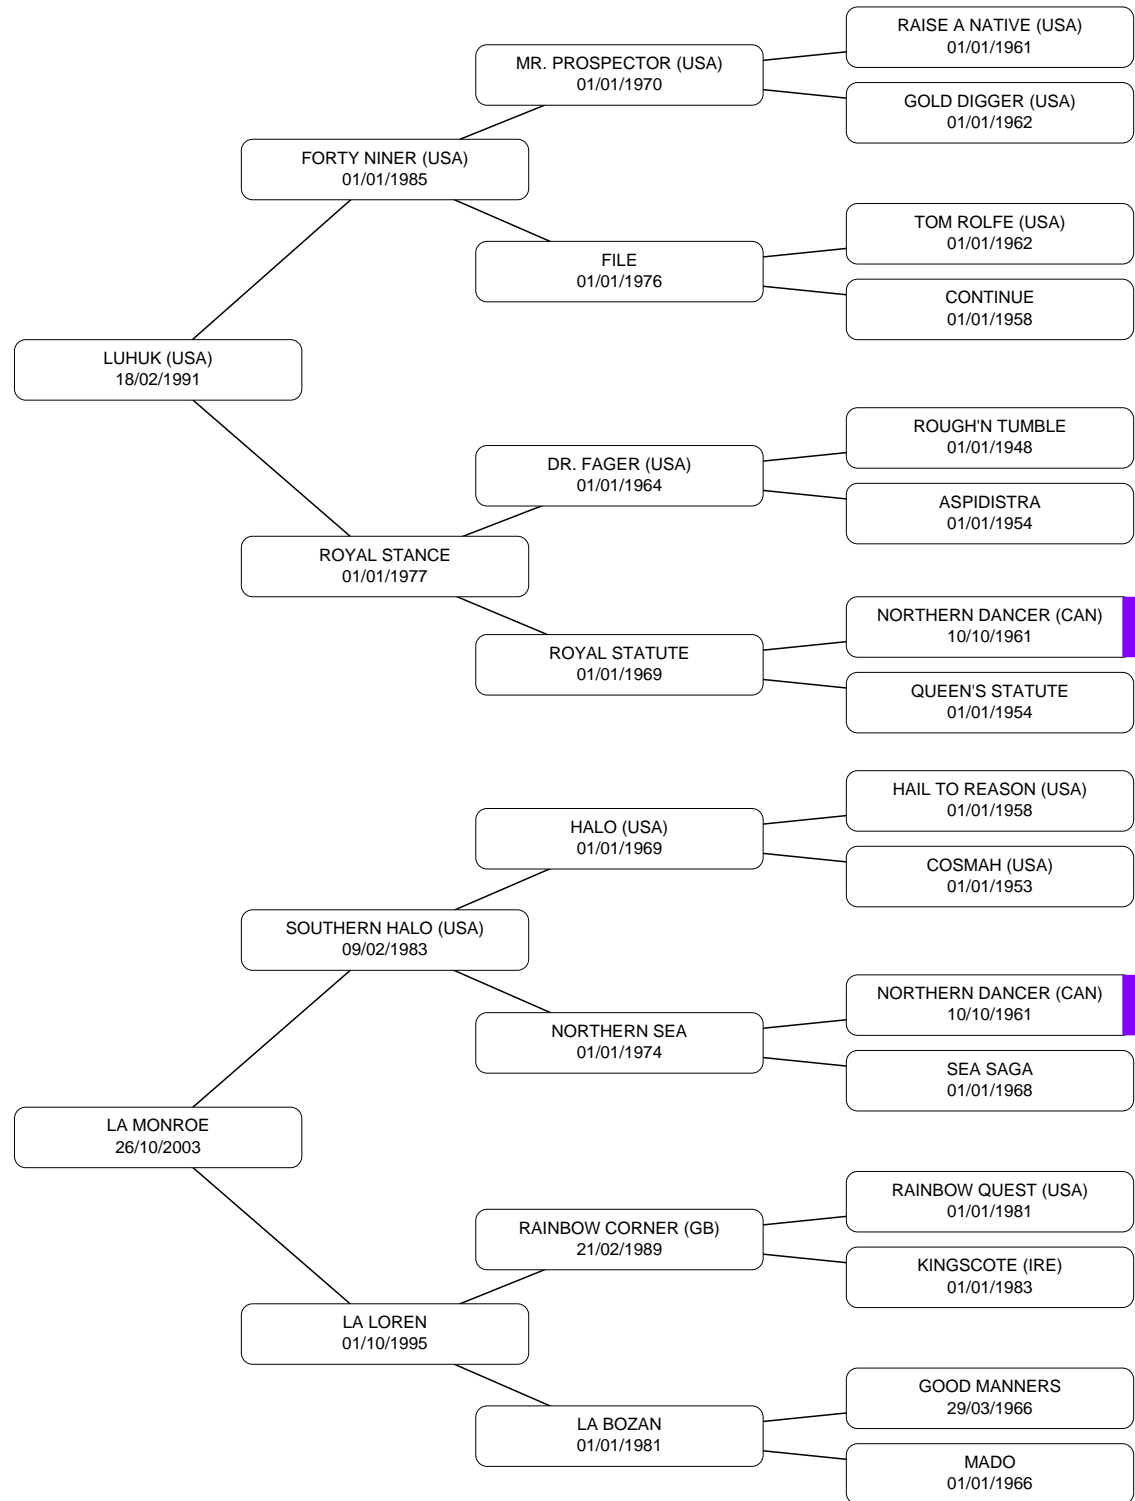 RAISE A NATIVE (USA)
01/01/1961
MR. PROSPECTOR (USA)
01/01/1970
GOLD DIGGER (USA)
01/01/1962
FORTY NINER (USA)
01/01/1985
TOM ROLFE (USA)
01/01/1962
FILE
01/01/1976
CONTINUE
01/01/1958
LUHUK (USA)
18/02/1991
ROUGH'N TUMBLE
01/01/1948
DR. FAGER (USA)
01/01/1964
ASPIDISTRA
01/01/1954
ROYAL STANCE
01/01/1977
NORTHERN DANCER (CAN)
10/10/1961
ROYAL STATUTE
01/01/1969
QUEEN'S STATUTE
01/01/1954
HAIL TO REASON (USA)
01/01/1958
HALO (USA)
01/01/1969
COSMAH (USA)
01/01/1953
SOUTHERN HALO (USA)
09/02/1983
NORTHERN DANCER (CAN)
10/10/1961
NORTHERN SEA
01/01/1974
SEA SAGA
01/01/1968
LA MONROE
26/10/2003
RAINBOW QUEST (USA)
01/01/1981
RAINBOW CORNER (GB)
21/02/1989
KINGSCOTE (IRE)
01/01/1983
LA LOREN
01/10/1995
GOOD MANNERS
29/03/1966
LA BOZAN
01/01/1981
MADO
01/01/1966